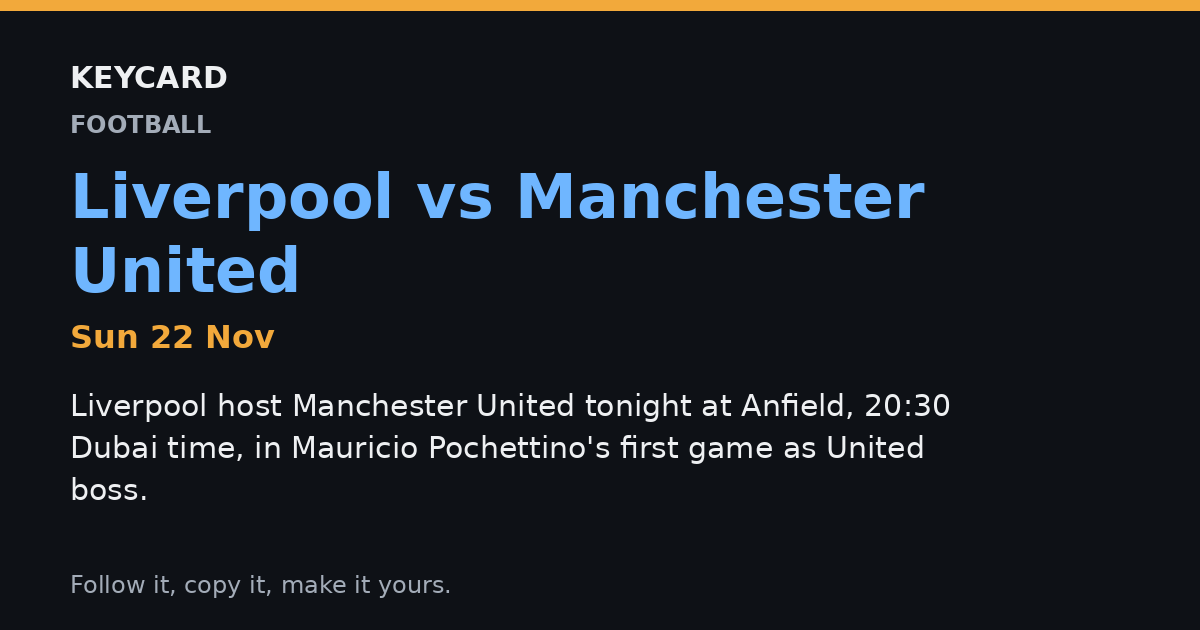 KEYCARD
FOOTBALL
Liverpool vs Manchester
United
Sun 22 Nov
Liverpool host Manchester United tonight at Anfield, 20:30
Dubai time, in Mauricio Pochettino's first game as United
boss.
Follow it, copy it, make it yours.